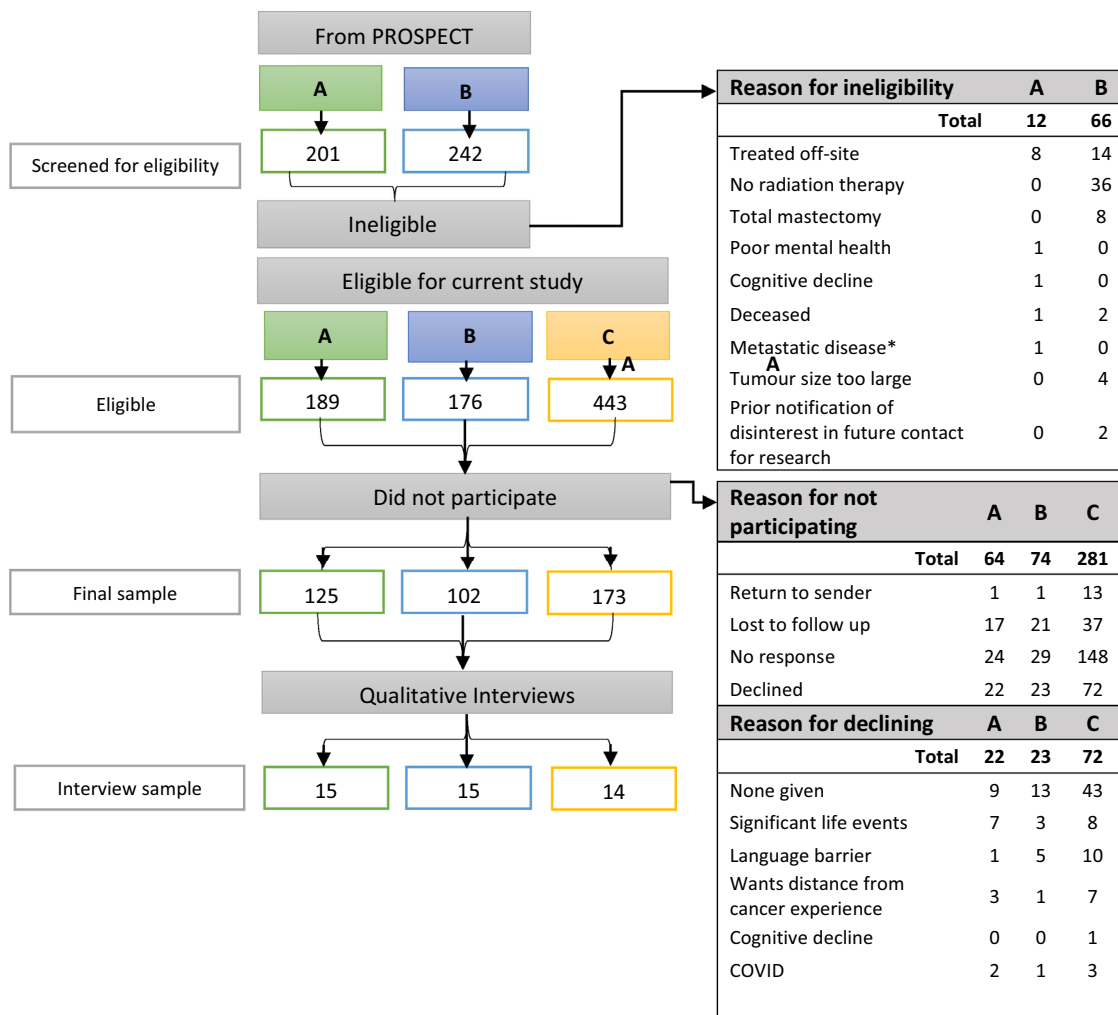 From PROSPECT
A B
Screened for eligibility 201 242
Ineligible
Eligible for current study
A B C
A
Eligible 189 176 443
Did not participate
Final sample 125 102 173
Qualitative Interviews
Interview sample 15 15 14
Reason for ineligibility A B
Total 12 66
Treated off-site 8 14
No radiation therapy 0 36
Total mastectomy 0 8
Poor mental health 1 0
Cognitive decline 1 0
Deceased 1 2
Metastatic disease* 1 0
A
Tumour size too large 0 4
Prior notification of
disinterest in future contact 0 2
for research
Reason for not
participating A B C
Total 64 74 281
Return to sender 1 1 13
Lost to follow up 17 21 37
No response 24 29 148
Declined 22 23 72
Reason for declining A B C
Total 22 23 72
None given 9 13 43
Significant life events 7 3 8
Language barrier 1 5 10
Wants distance from
cancer experience 3 1 7
Cognitive decline 0 0 1
COVID 2 1 3